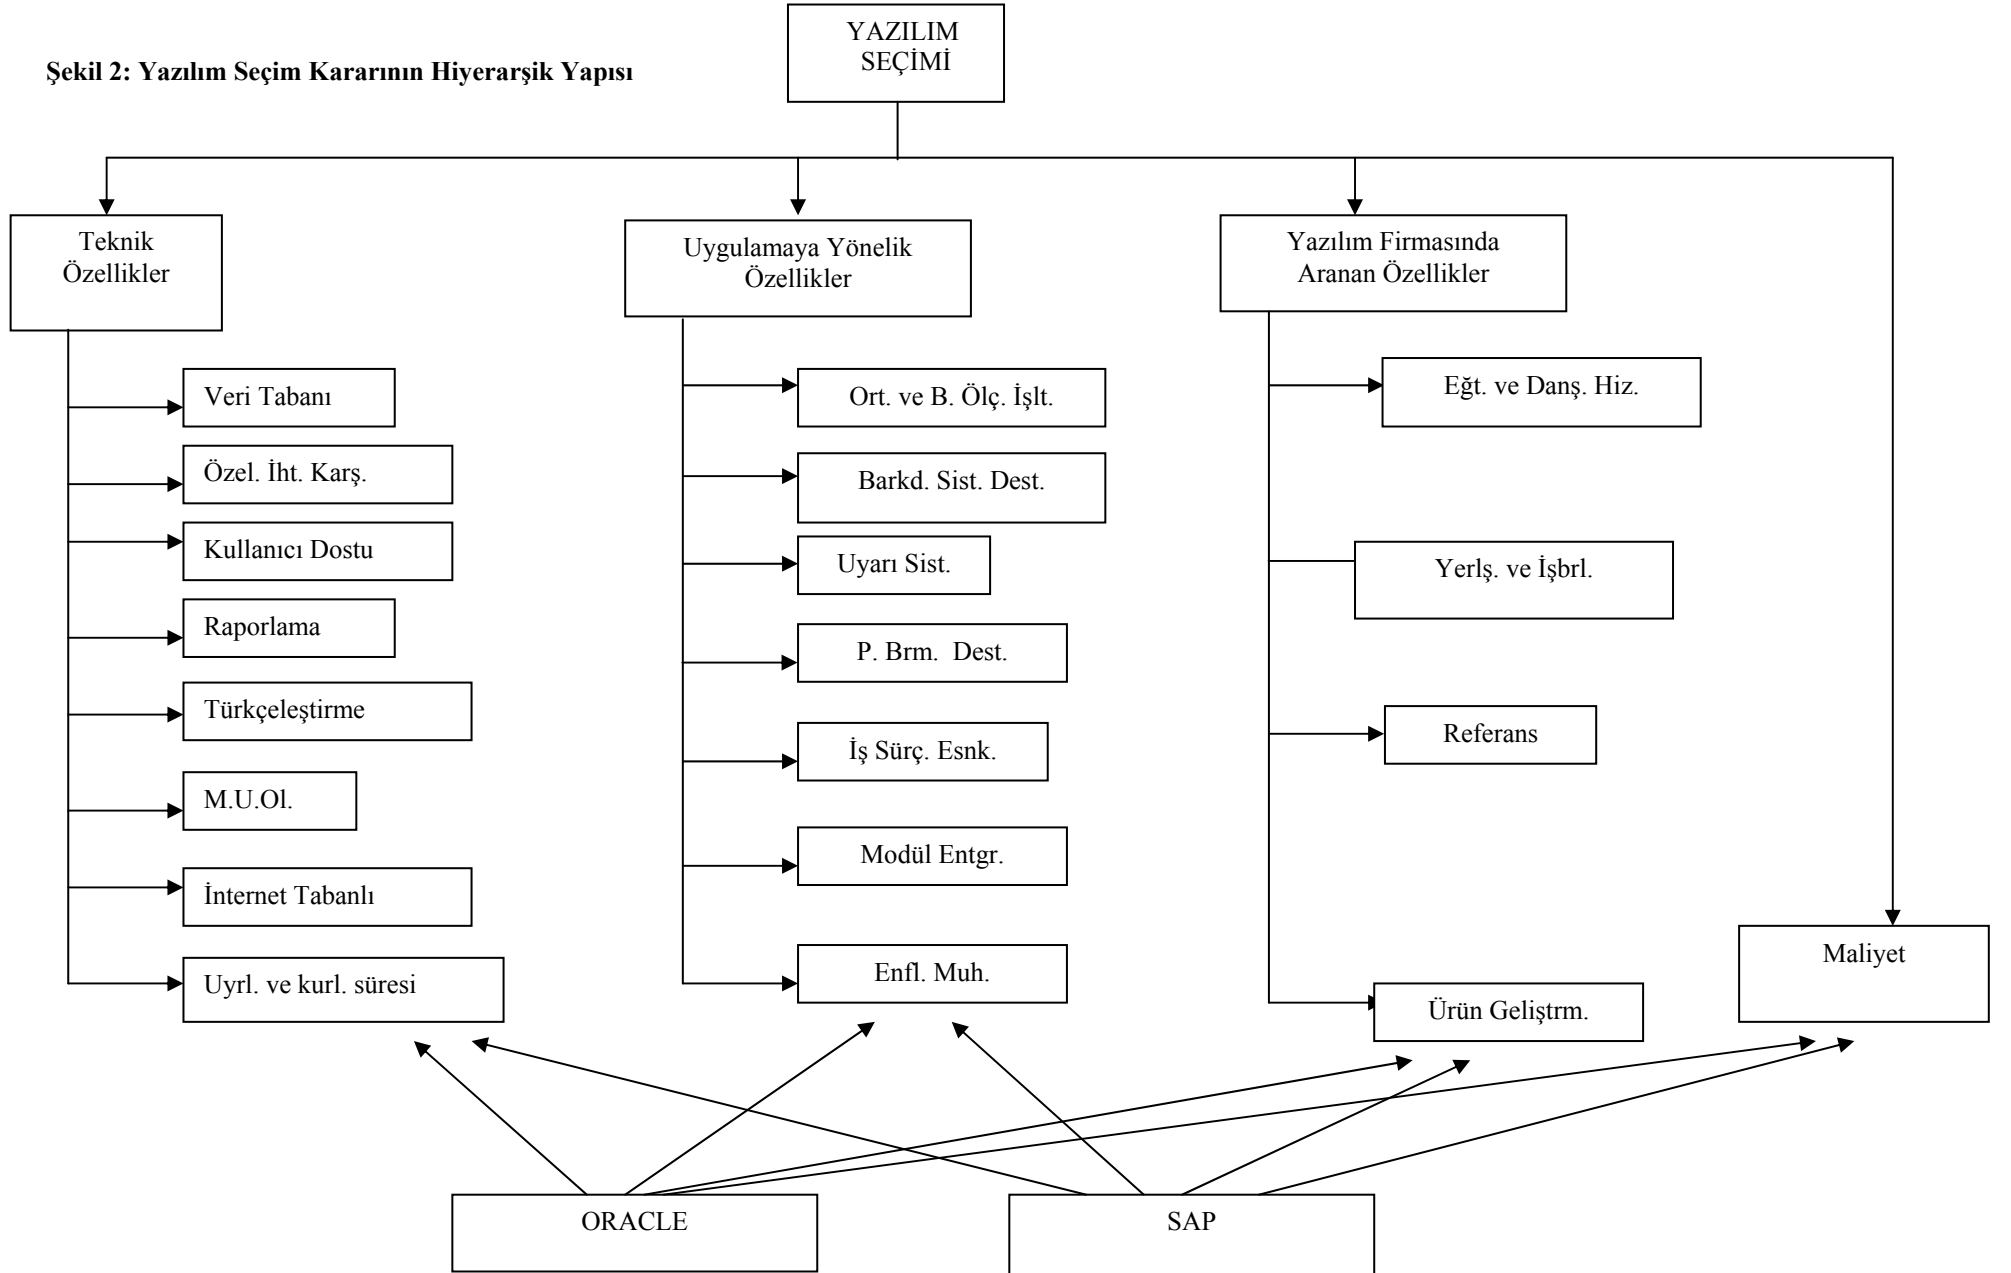 YAZILIM
SEÇİMİ
Şekil 2: Yazılım Seçim Kararının Hiyerarşik Yapısı
Teknik
Özellikler
Uygulamaya Yönelik
Özellikler
Yazılım Firmasında
Aranan Özellikler
Veri Tabanı
Özel. İht. Karş.
Kullanıcı Dostu
Raporlama
Türkçeleştirme
M.U.Ol.
İnternet Tabanlı
Uyrl. ve kurl. süresi
Ort. ve B. Ölç. İşlt.
Barkd. Sist. Dest.
Uyarı Sist.
P. Brm. Dest.
İş Sürç. Esnk.
Modül Entgr.
Enfl. Muh.
Eğt. ve Danş. Hiz.
Yerlş. ve İşbrl.
Referans
Ürün Geliştrm.
Maliyet
ORACLE
SAP